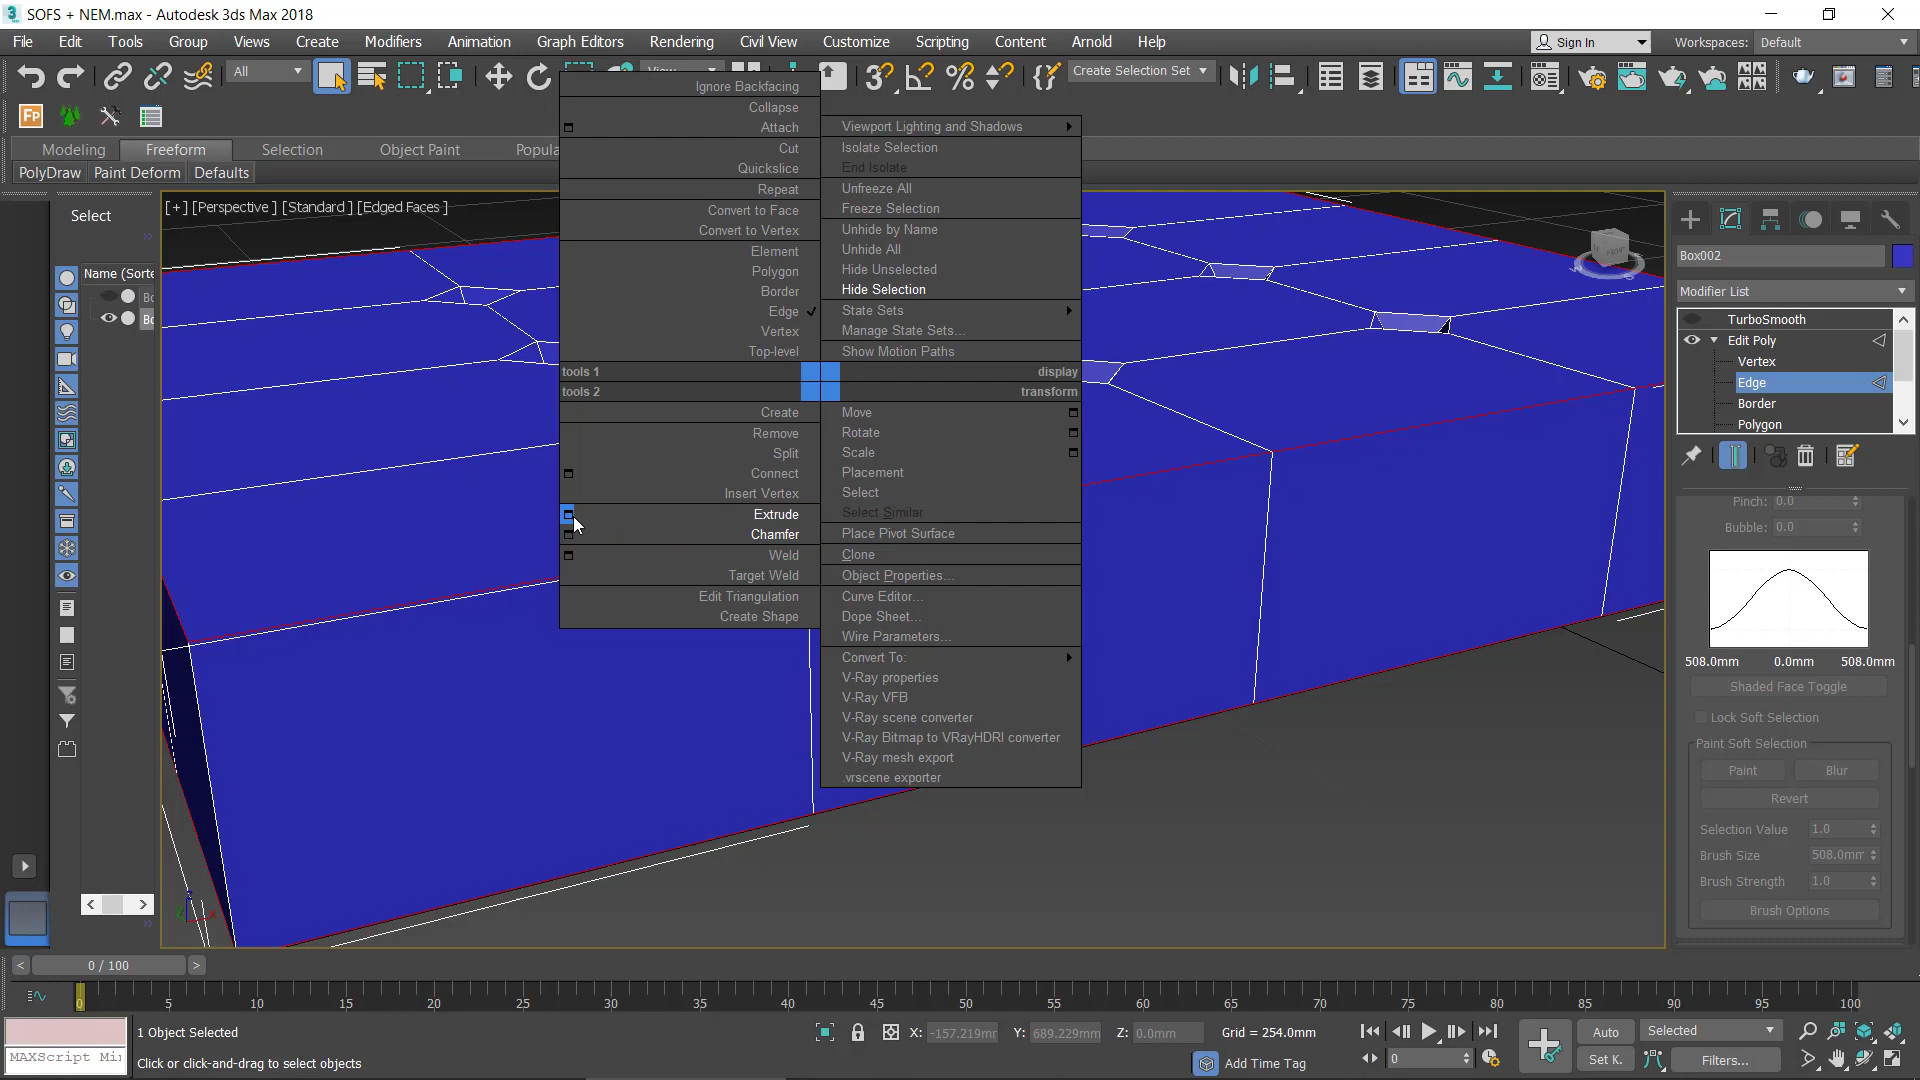 SOFS + NEM.max - Autodesk 3ds Max 2018
File Edit Tools Group Views Create Modifiers Animation Graph Editors Rendering Civil View Customize Scripting Content Arnold Help
Sign In Workspaces: Default
All View Create Selection Set
Modeling Freeform Selection Object Paint Popula
PolyDraw Paint Deform Defaults
Select
Name (Sorte
Bo
Bo
[+] [Perspective] [Standard] [Edged Faces]
Ignore Backfacing
Collapse
Attach
Cut
Quickslice
Repeat
Convert to Face
Convert to Vertex
Element
Polygon
Border
Edge
Vertex
Top-level
tools 1
tools 2
Create
Remove
Split
Connect
Insert Vertex
Extrude
Chamfer
Weld
Target Weld
Edit Triangulation
Create Shape
Viewport Lighting and Shadows
Isolate Selection
End Isolate
Unfreeze All
Freeze Selection
Unhide by Name
Unhide All
Hide Unselected
Hide Selection
State Sets
Manage State Sets...
Show Motion Paths
display
transform
Move
Rotate
Scale
Placement
Select
Select Similar
Place Pivot Surface
Clone
Object Properties...
Curve Editor...
Dope Sheet...
Wire Parameters...
Convert To:
V-Ray properties
V-Ray VFB
V-Ray scene converter
V-Ray Bitmap to VRayHDRI converter
V-Ray mesh export
.vrscene exporter
Box002
Modifier List
TurboSmooth
Edit Poly
Vertex
Edge
Border
Polygon
Pinch: 0.0
Bubble: 0.0
508.0mm 0.0mm 508.0mm
Shaded Face Toggle
Lock Soft Selection
Paint Soft Selection
Paint Blur
Revert
Selection Value 1.0
Brush Size 508.0mm
Brush Strength 1.0
Brush Options
0 / 100
0 5 10 15 20 25 30 35 40 45 50 55 60 65 70 75 80 85 90 95 100
1 Object Selected
X: -157.219mm Y: 689.229mm Z: 0.0mm Grid = 254.0mm
Auto Selected
MAXScript Mi
Click or click-and-drag to select objects
Add Time Tag
0
Set K. Filters...